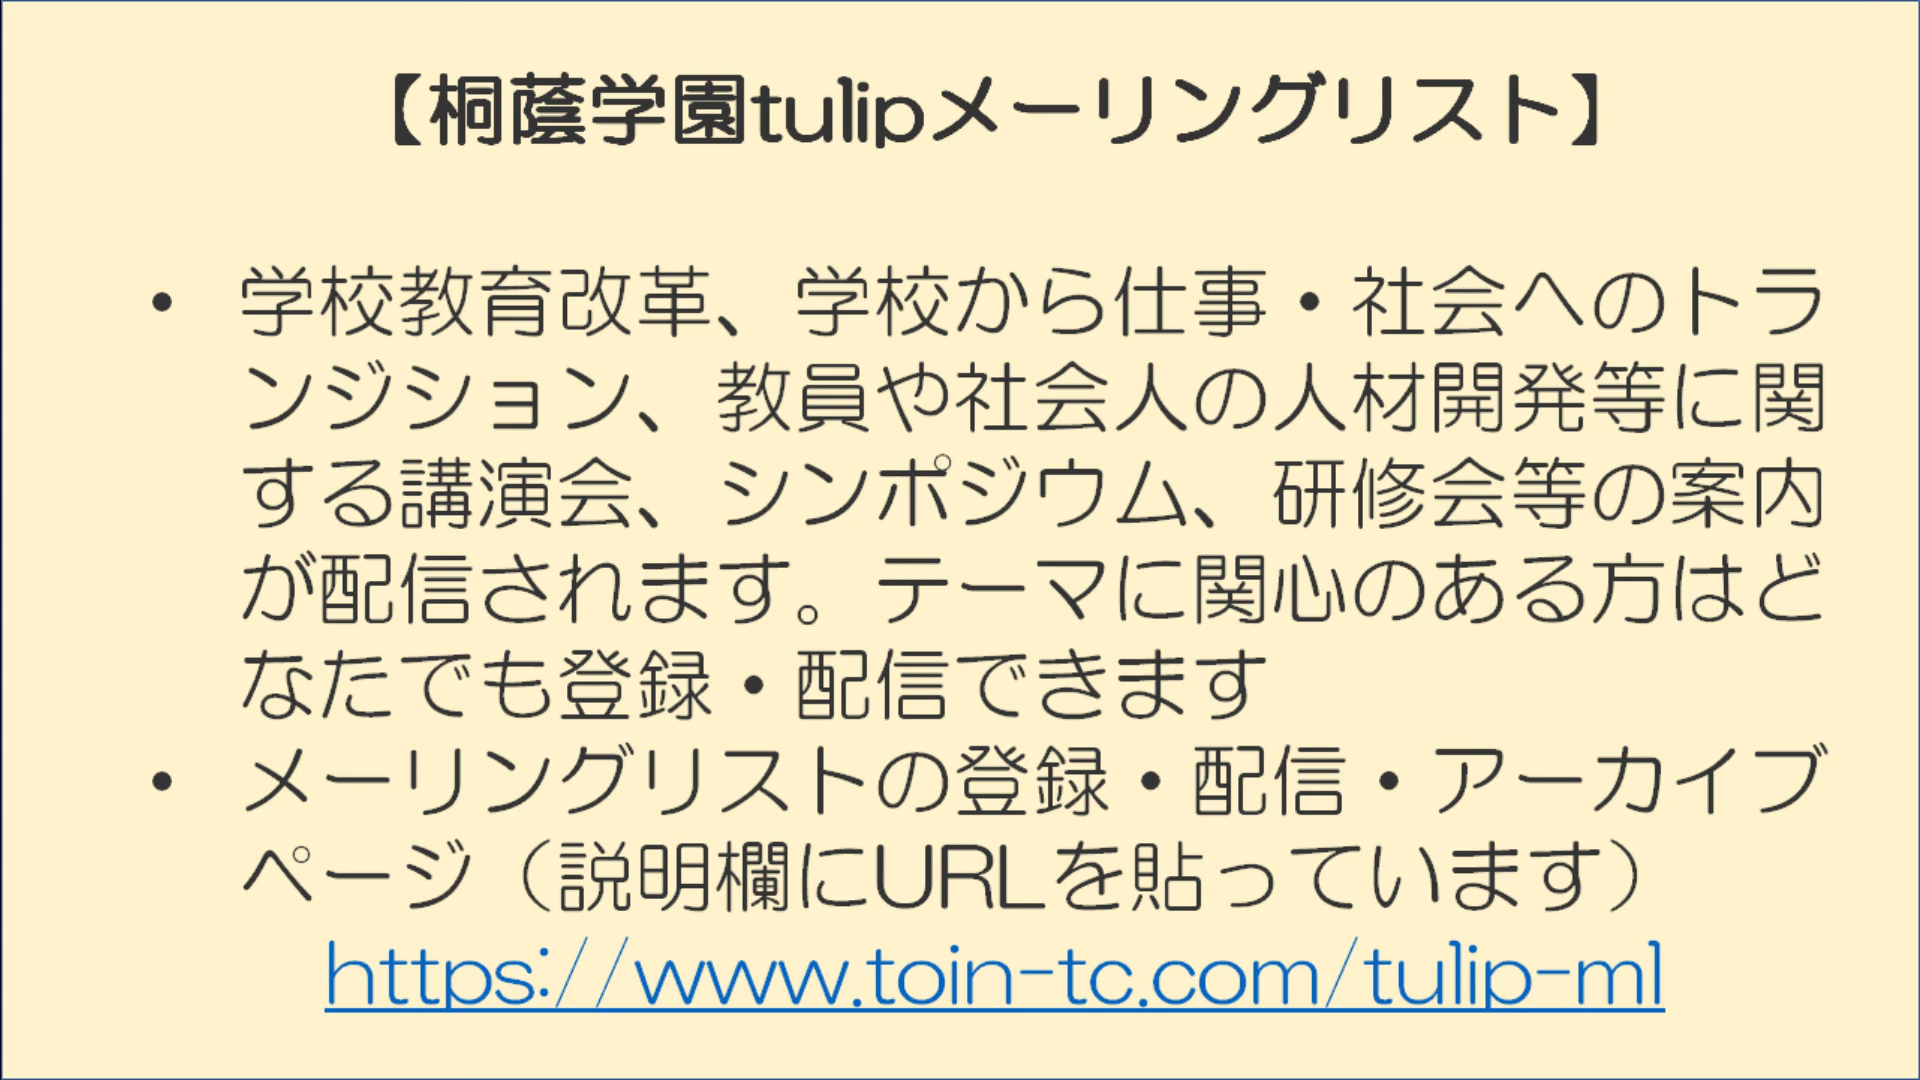 【桐蔭学園tulipメーリングリスト】
• 学校教育改革、学校から仕事・社会へのトラ
ンジション、教員や社会人の人材開発等に関
する講演会、シンポジウム、研修会等の案内
が配信されます。テーマに関心のある方はど
なたでも登録・配信できます
• メーリングリストの登録・配信・アーカイブ
ページ（説明欄にURLを貼っています）
https://www.toin-tc.com/tulip-ml